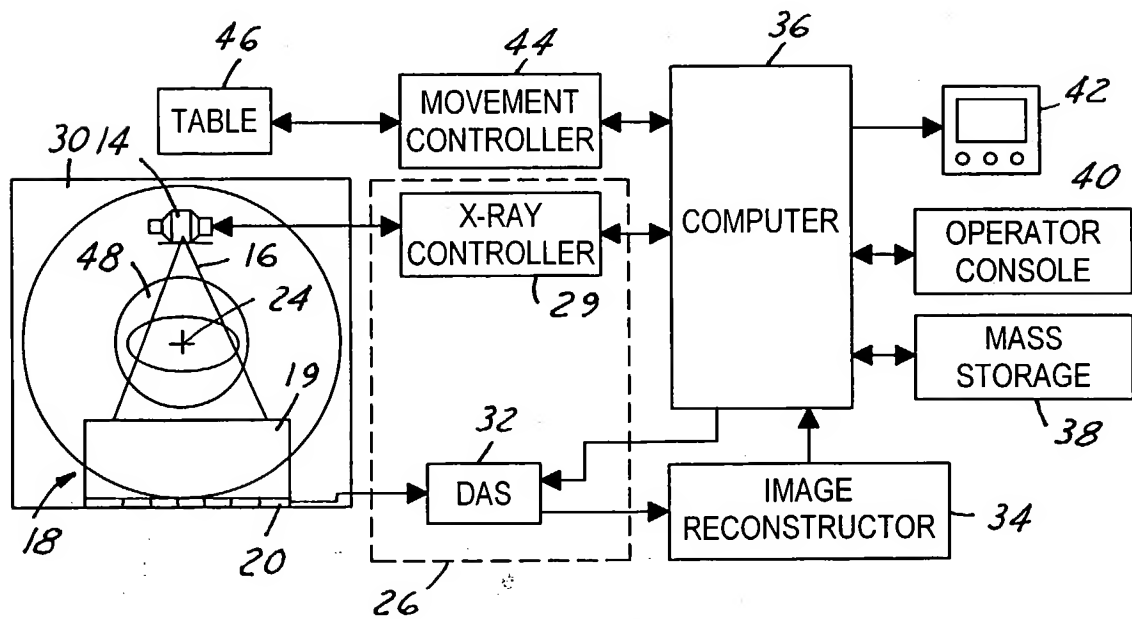 46
44
36
TABLE
MOVEMENT
CONTROLLER
42
30 14
40
X-RAY
CONTROLLER
COMPUTER
OPERATOR
CONSOLE
48
16
24
29
19
MASS
STORAGE
32
38
DAS
IMAGE
RECONSTRUCTOR
34
18
20
26